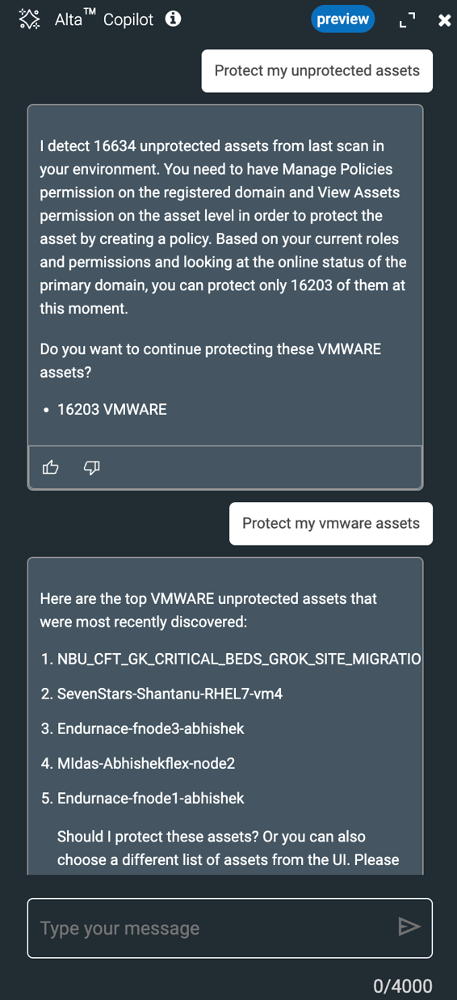 Alta™ Copilot
preview
Protect my unprotected assets
I detect 16634 unprotected assets from last scan in
your environment. You need to have Manage Policies
permission on the registered domain and View Assets
permission on the asset level in order to protect the
asset by creating a policy. Based on your current roles
and permissions and looking at the online status of the
primary domain, you can protect only 16203 of them at
this moment.
Do you want to continue protecting these VMWARE
assets?
• 16203 VMWARE
Protect my vmware assets
Here are the top VMWARE unprotected assets that
were most recently discovered:
1. NBU_CFT_GK_CRITICAL_BEDS_GROK_SITE_MIGRATIO
2. SevenStars-Shantanu-RHEL7-vm4
3. Endurnace-fnode3-abhishek
4. MIdas-Abhishekflex-node2
5. Endurnace-fnode1-abhishek
Should I protect these assets? Or you can also
choose a different list of assets from the UI. Please
Type your message
0/4000